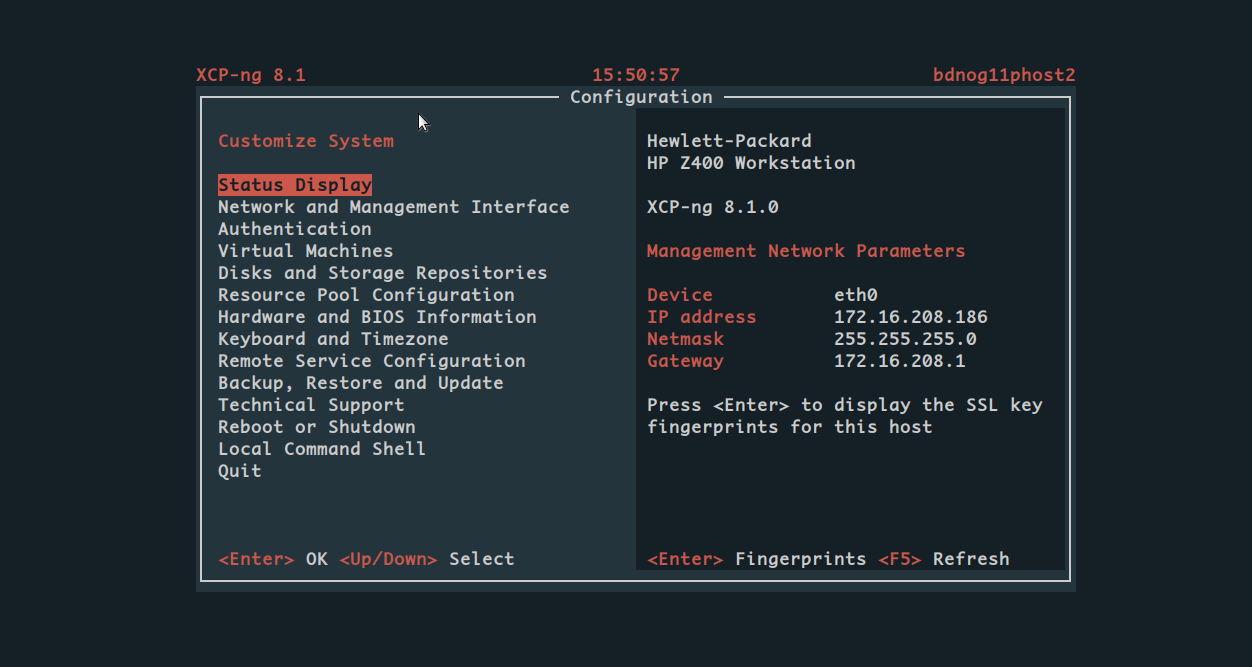 XCP-ng 8.1 15:50:57 bdnog11phost2
Configuration
Customize System
Status Display
Network and Management Interface
Authentication
Virtual Machines
Disks and Storage Repositories
Resource Pool Configuration
Hardware and BIOS Information
Keyboard and Timezone
Remote Service Configuration
Backup, Restore and Update
Technical Support
Reboot or Shutdown
Local Command Shell
Quit
<Enter> OK <Up/Down> Select
Hewlett-Packard
HP Z400 Workstation
XCP-ng 8.1.0
Management Network Parameters
Device eth0
IP address 172.16.208.186
Netmask 255.255.255.0
Gateway 172.16.208.1
Press <Enter> to display the SSL key
fingerprints for this host
<Enter> Fingerprints <F5> Refresh